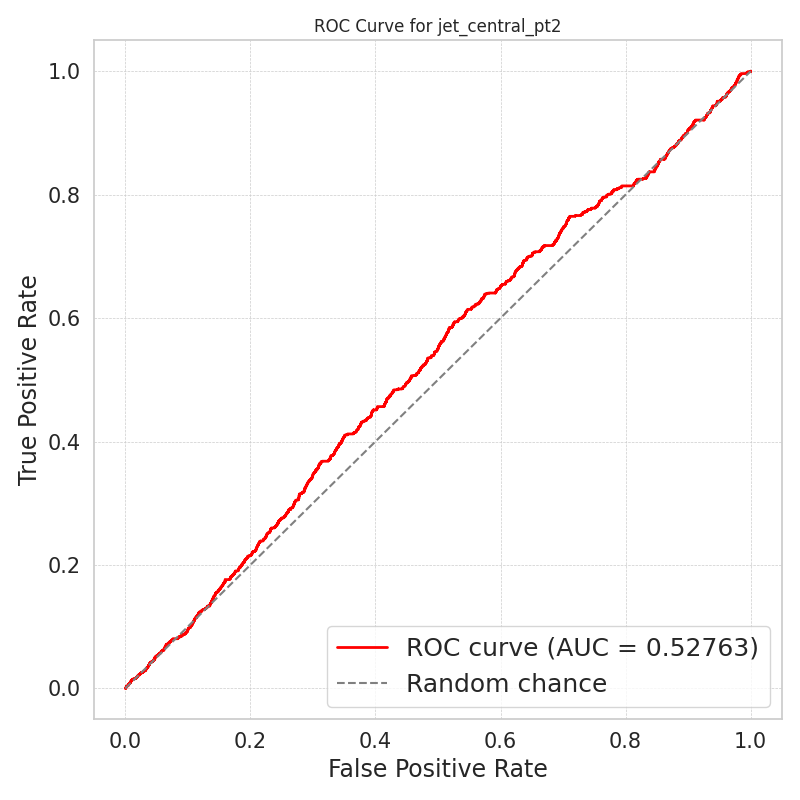 ROC Curve for jet_central_pt2
True Positive Rate
1.0
0.8
0.6
0.4
0.2
0.0
ROC curve (AUC = 0.52763)
Random chance
0.0 0.2 0.4 0.6 0.8 1.0
False Positive Rate